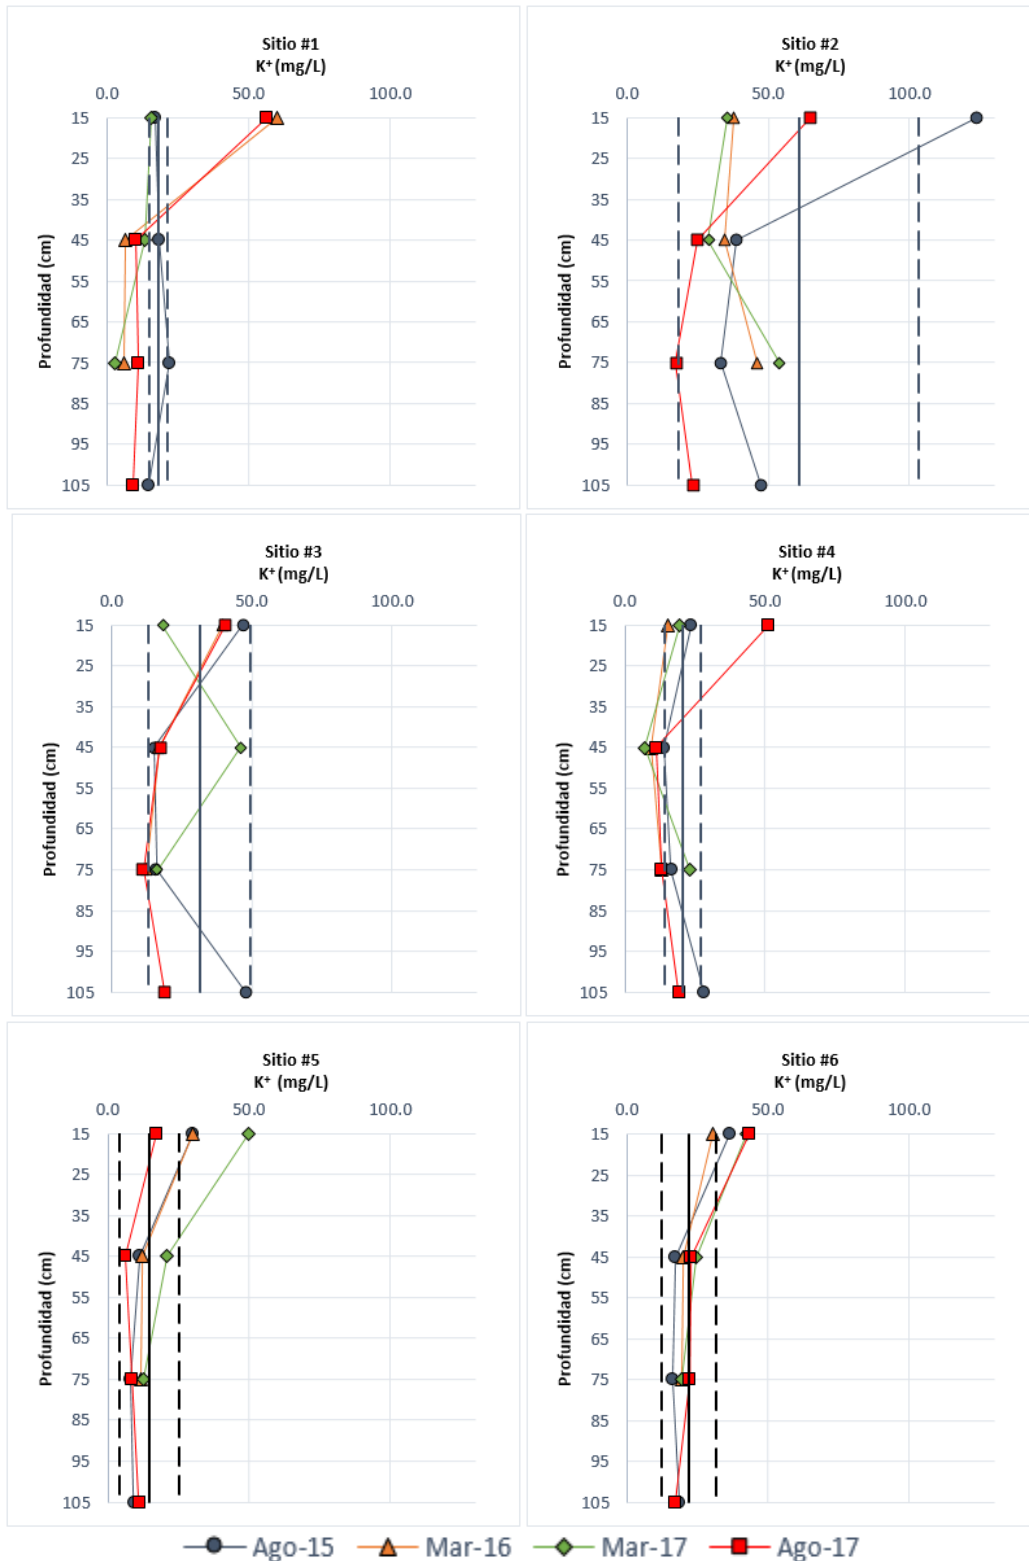 Sitio #1
K⁺ (mg/L)
0.0 50.0 100.0
15
25
35
45
55
65
75
85
95
105
Profundidad (cm)
Sitio #2
K⁺ (mg/L)
0.0 50.0 100.0
15
25
35
45
55
65
75
85
95
105
Profundidad (cm)
Sitio #3
K⁺ (mg/L)
0.0 50.0 100.0
15
25
35
45
55
65
75
85
95
105
Profundidad (cm)
Sitio #4
K⁺ (mg/L)
0.0 50.0 100.0
15
25
35
45
55
65
75
85
95
105
Profundidad (cm)
Sitio #5
K⁺ (mg/L)
0.0 50.0 100.0
15
25
35
45
55
65
75
85
95
105
Profundidad (cm)
Sitio #6
K⁺ (mg/L)
0.0 50.0 100.0
15
25
35
45
55
65
75
85
95
105
Profundidad (cm)
Ago-15 Mar-16 Mar-17 Ago-17